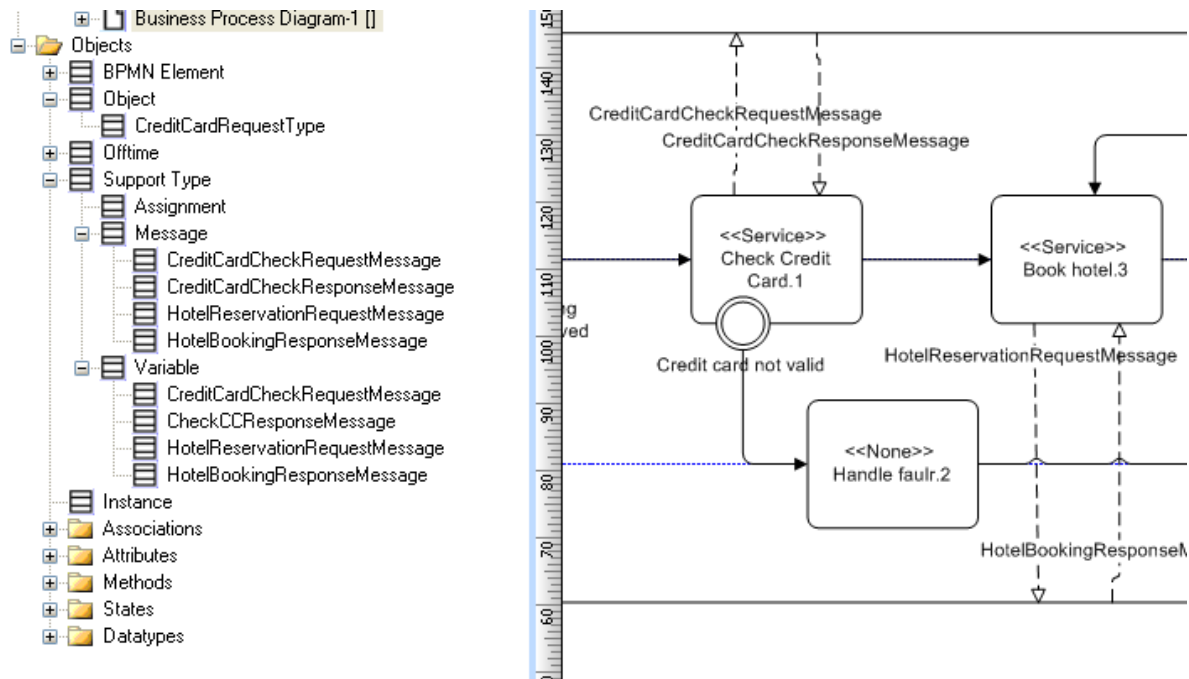 Business Process Diagram-1 []
Objects
BPMN Element
Object
CreditCardRequestType
Offtime
Support Type
Assignment
Message
CreditCardCheckRequestMessage
CreditCardCheckResponseMessage
HotelReservationRequestMessage
HotelBookingResponseMessage
Variable
CreditCardCheckRequestMessage
CheckCCResponseMessage
HotelReservationRequestMessage
HotelBookingResponseMessage
Instance
Associations
Attributes
Methods
States
Datatypes
150
140
130
120
110
100
90
80
70
60
CreditCardCheckRequestMessage
CreditCardCheckResponseMessage
<<Service>>
Check Credit
Card.1
<<Service>>
Book hotel.3
Credit card not valid
HotelReservationRequestMessage
<<None>>
Handle faulr.2
HotelBookingResponseM